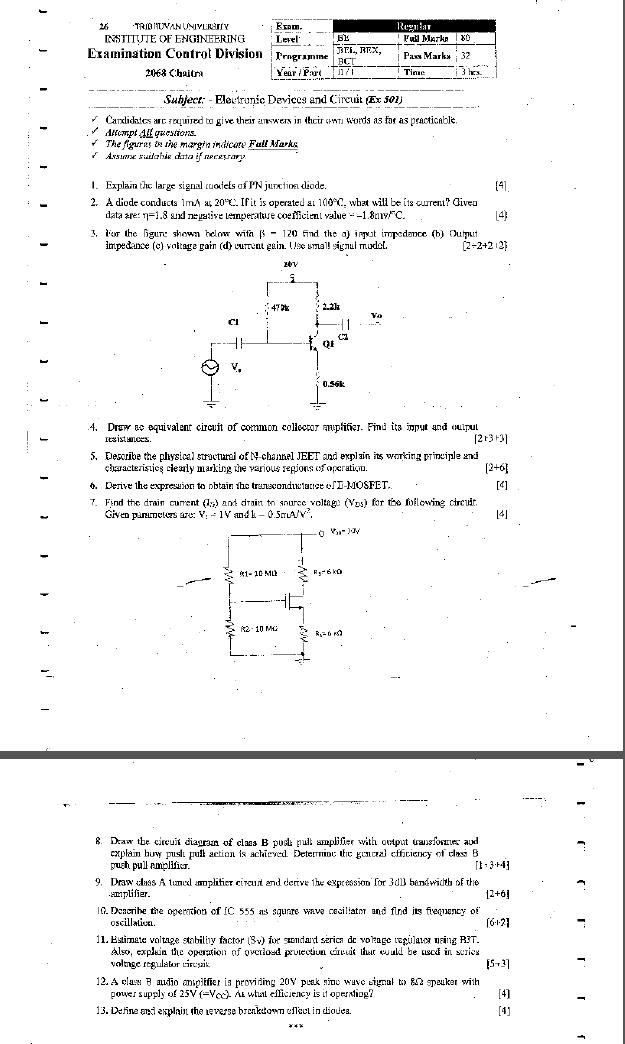 26 TRIBHUVAN UNIVERSITY
INSTITUTE OF ENGINEERING
Examination Control Division
2068 Chaitra
Exam. Regular
Level BE Full Marks 80
Programme BEL, BEX, BCT Pass Marks 32
Year / Part II / I Time 3 hrs.
Subject: - Electronic Devices and Circuit (Ex 501)
✓ Candidates are required to give their answers in their own words as far as practicable.
✓ Attempt All questions.
✓ The figures in the margin indicate Full Marks.
✓ Assume suitable data if necessary.
1. Explain the large signal models of PN junction diode. [4]
2. A diode conducts 1mA at 20°C. If it is operated at 100°C, what will be its current? Given
data are: η=1.8 and negative temperature coefficient value = –1.8mv/°C. [4]
3. For the figure shown below with β = 120 find the a) input impedance (b) Output
impedance (c) voltage gain (d) current gain. Use small signal model. [2+2+2+2]
20V
470k
2.2k
Vo
C1
C2
Q1
Vs
0.56k
4. Draw ac equivalent circuit of common collector amplifier. Find its input and output
resistances. [2+3+3]
5. Describe the physical structural of N-channel JEET and explain its working principle and
characteristics clearly marking the various regions of operation. [2+6]
6. Derive the expression to obtain the transconductance of E-MOSFET. [4]
7. Find the drain current (ID) and drain to source voltage (VDS) for the following circuit.
Given parameters are: Vt = 1V and k = 0.5mA/V². [4]
VDD= 10V
R1= 10 MΩ
6 kΩ
R2= 10 MΩ
6 kΩ
8. Draw the circuit diagram of class B push pull amplifier with output transformer and
explain how push pull action is achieved. Determine the general efficiency of class B
push pull amplifier. [1+3+4]
9. Draw class A tuned amplifier circuit and derive the expression for 3dB bandwidth of the
amplifier. [2+6]
10. Describe the operation of IC 555 as square wave oscillator and find its frequency of
oscillation. [6+2]
11. Estimate voltage stability factor (Sv) for standard series dc voltage regulator using BJT.
Also, explain the operation of overload protection circuit that could be used in series
voltage regulator circuit. [5+3]
12. A class B audio amplifier is providing 20V peak sine wave signal to 8Ω speaker with
power supply of 25V (=Vcc). At what efficiency is it operating? [4]
13. Define and explain the reverse breakdown effect in diodes. [4]
***